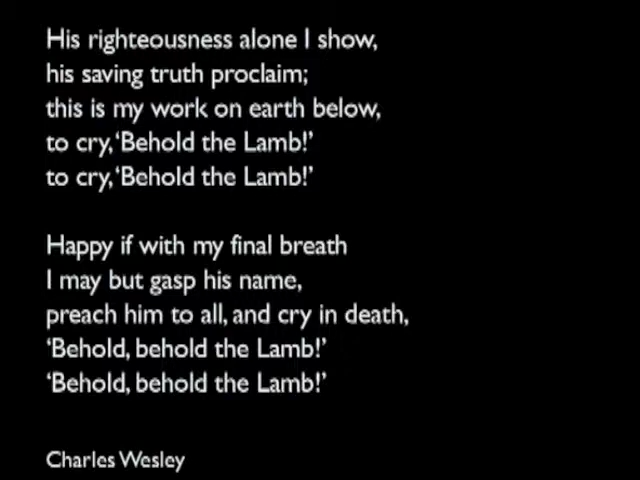 His righteousness alone I show,
his saving truth proclaim;
this is my work on earth below,
to cry,‘Behold the Lamb!’
to cry,‘Behold the Lamb!’
Happy if with my final breath
I may but gasp his name,
preach him to all, and cry in death,
‘Behold, behold the Lamb!’
‘Behold, behold the Lamb!’
Charles Wesley